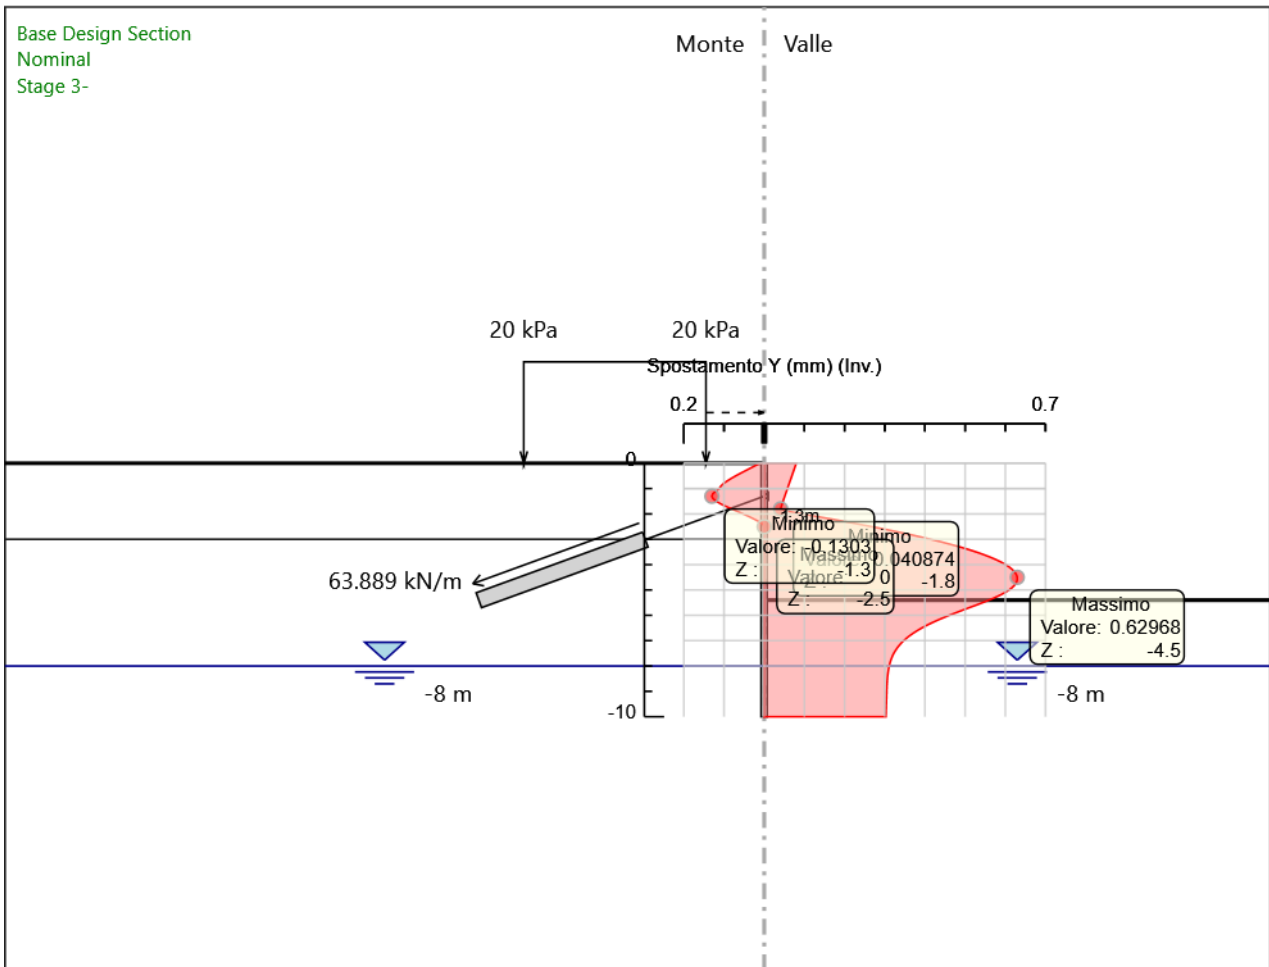 Base Design Section
Nominal
Stage 3-
Monte
Valle
20 kPa
20 kPa
Spostamento Y (mm) (Inv.)
0.2
0.7
0
1.3m
Minimo
Valore: -0.1303
Z : -1.3
Minimo
Valore: 0.040874
Z : -1.8
Massimo
Valore: 0
Z : -2.5
63.889 kN/m
Massimo
Valore: 0.62968
Z : -4.5
-8 m
-8 m
-10